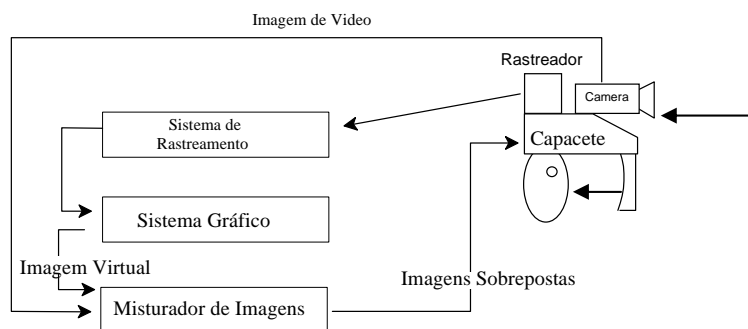 Imagem de Video
Rastreador
Camera
Sistema de
Rastreamento
Capacete
Sistema Gráfico
Imagem Virtual
Imagens Sobrepostas
Misturador de Imagens